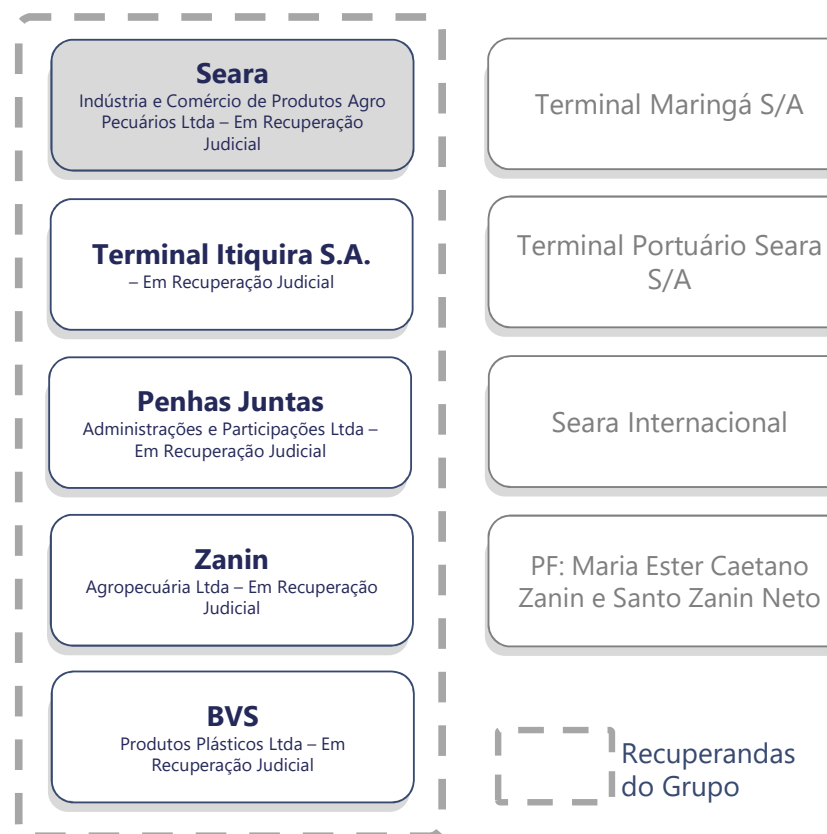 Seara
Indústria e Comércio de Produtos Agro
Pecuários Ltda – Em Recuperação
Judicial
Terminal Itiquira S.A.
– Em Recuperação Judicial
Penhas Juntas
Administrações e Participações Ltda –
Em Recuperação Judicial
Zanin
Agropecuária Ltda – Em Recuperação
Judicial
BVS
Produtos Plásticos Ltda – Em
Recuperação Judicial
Terminal Maringá S/A
Terminal Portuário Seara
S/A
Seara Internacional
PF: Maria Ester Caetano
Zanin e Santo Zanin Neto
Recuperandas
do Grupo